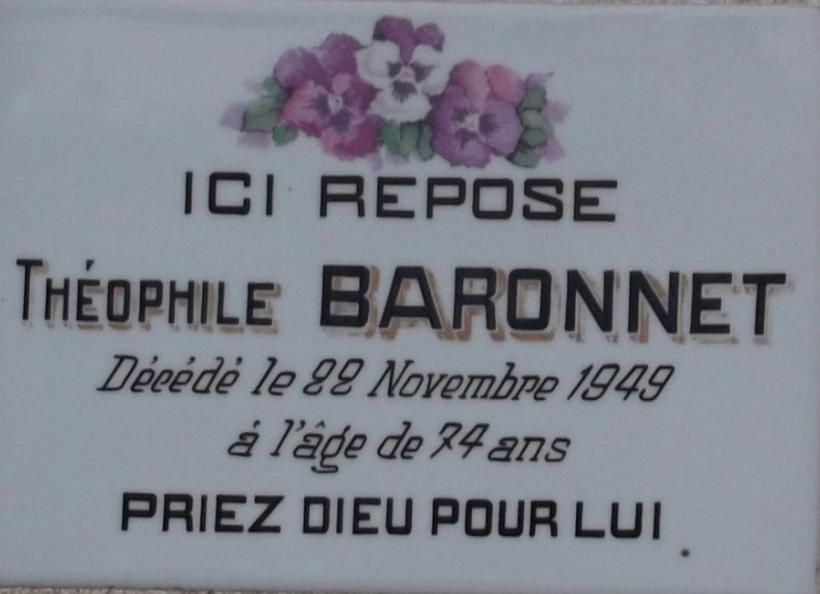 ICI REPOSE
THÉOPHILE BARONNET
Décédé le 22 Novembre 1949
à l'âge de 74 ans
PRIEZ DIEU POUR LUI